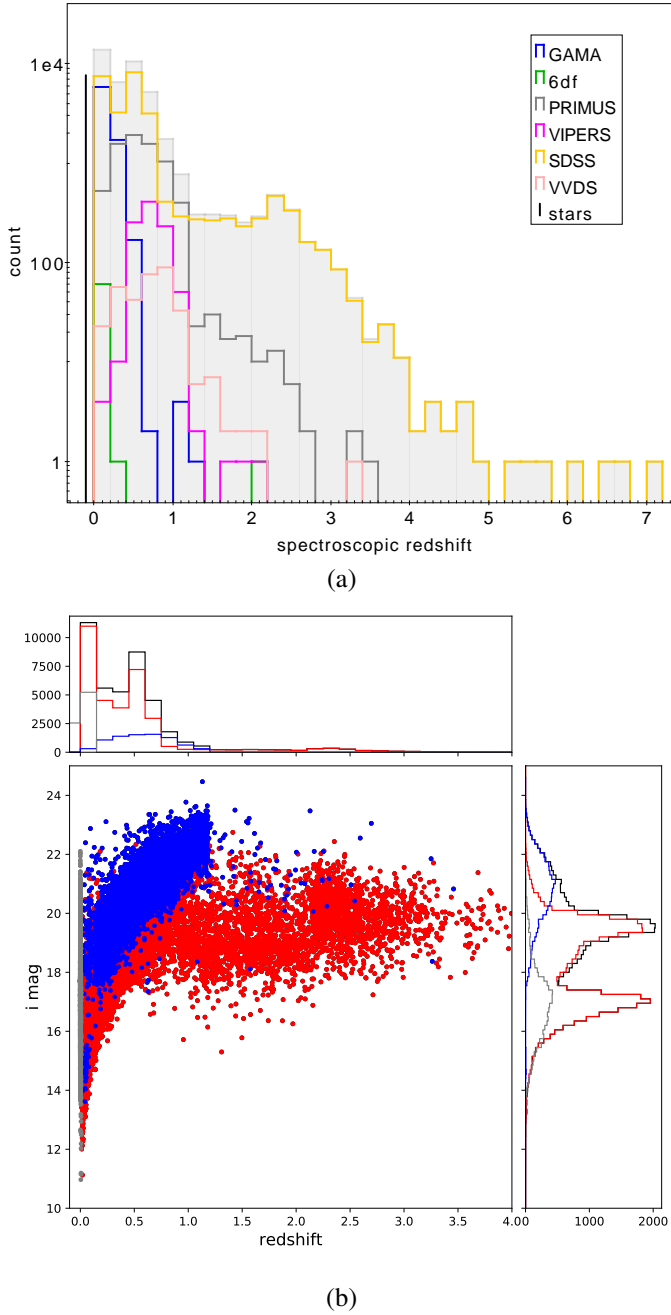 1e4
100
1
count
GAMA
6df
PRIMUS
VIPERS
SDSS
VVDS
stars
0 1 2 3 4 5 6 7
spectroscopic redshift
(a)
10000
7500
5000
2500
0
24
22
20
18
16
14
12
10
i mag
0.0 0.5 1.0 1.5 2.0 2.5 3.0 3.5 4.0
0 1000 2000
redshift
(b)